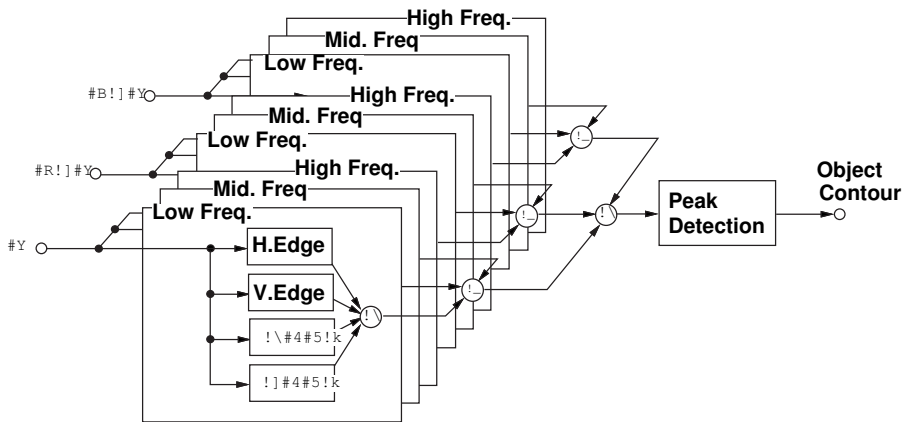 High Freq.
Mid. Freq
Low Freq.
#B!]#Y
High Freq.
Mid. Freq.
Low Freq.
#R!]#Y
High Freq.
Mid. Freq.
Low Freq.
#Y
H.Edge
V.Edge
!\#4#5!k
!]#4#5!k
!\
!_
!_
!_
!\
Peak
Detection
Object
Contour